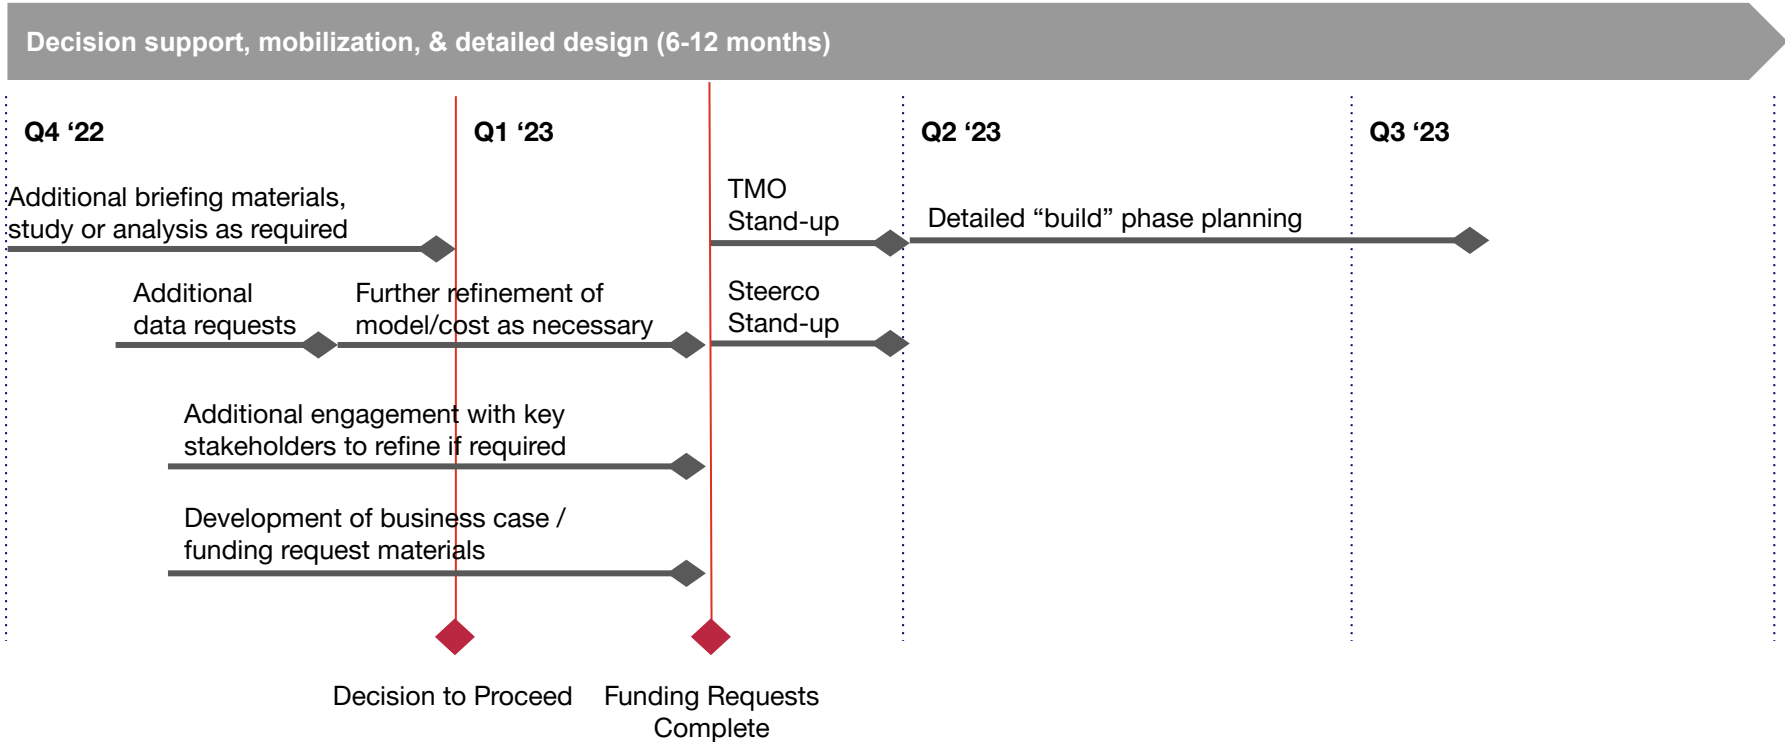 Decision support, mobilization, & detailed design (6-12 months)
Q4 ‘22
Q1 ‘23
Q2 ‘23
Q3 ‘23
Additional briefing materials,
study or analysis as required
TMO
Stand-up
Detailed “build” phase planning
Additional
data requests
Further refinement of
model/cost as necessary
Steerco
Stand-up
Additional engagement with key
stakeholders to refine if required
Development of business case /
funding request materials
Decision to Proceed
Funding Requests
Complete